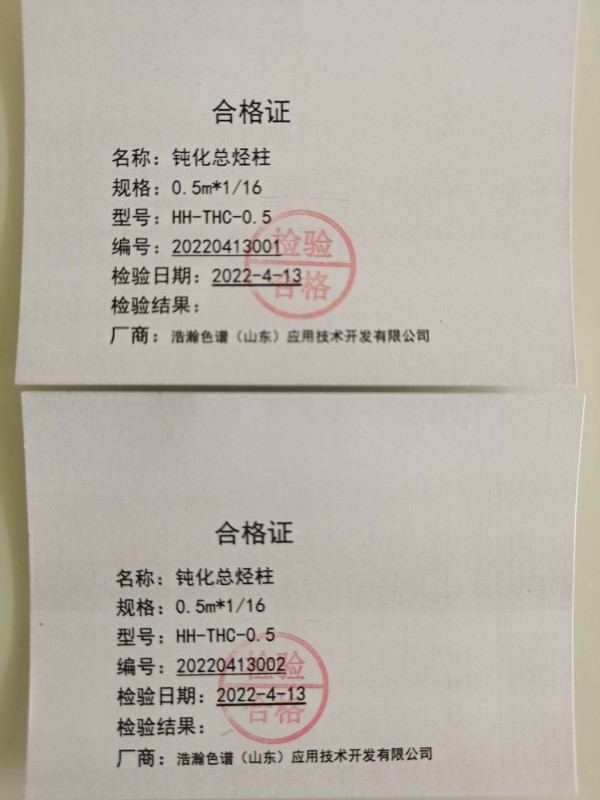 合格证
名称：钝化总烃柱
规格：0.5m*1/16
型号：HH-THC-0.5
编号：20220413001
检验日期：2022-4-13
检验结果：
检验
合格
厂商：浩瀚色谱（山东）应用技术开发有限公司
合格证
名称：钝化总烃柱
规格：0.5m*1/16
型号：HH-THC-0.5
编号：20220413002
检验日期：2022-4-13
检验结果：
检验
合格
厂商：浩瀚色谱（山东）应用技术开发有限公司